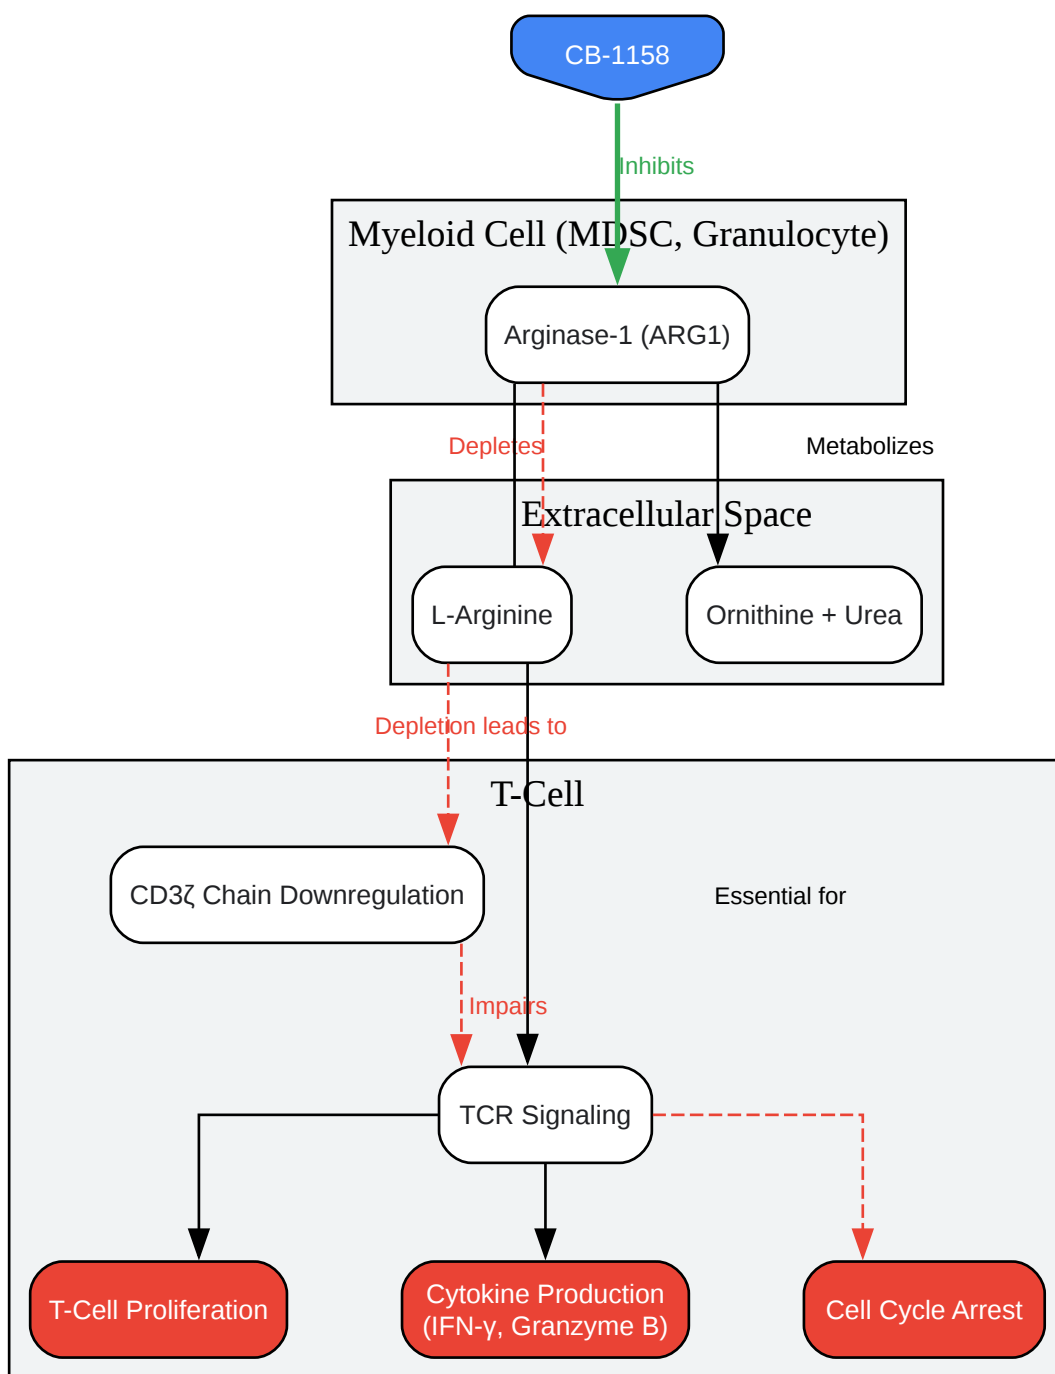 CB-1158
Inhibits
Myeloid Cell (MDSC, Granulocyte)
Arginase-1 (ARG1)
Depletes
Metabolizes
Extracellular Space
L-Arginine
Ornithine + Urea
Depletion leads to
T-Cell
CD3ζ Chain Downregulation
Essential for
Impairs
TCR Signaling
T-Cell Proliferation
Cytokine Production
(IFN-γ, Granzyme B)
Cell Cycle Arrest